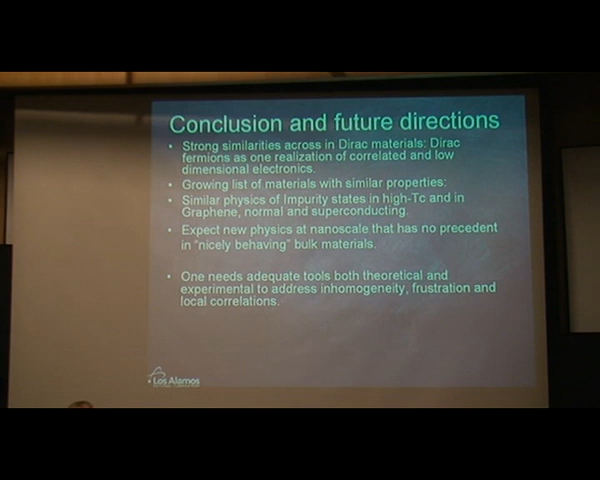 Conclusion and future directions
• Strong similarities across in Dirac materials: Dirac
fermions as one realization of correlated and low
dimensional electronics.
• Growing list of materials with similar properties:
• Similar physics of Impurity states in high-Tc and in
Graphene, normal and superconducting.
• Expect new physics at nanoscale that has no precedent
in “nicely behaving” bulk materials.
• One needs adequate tools both theoretical and
experimental to address inhomogeneity, frustration and
local correlations.
Los Alamos